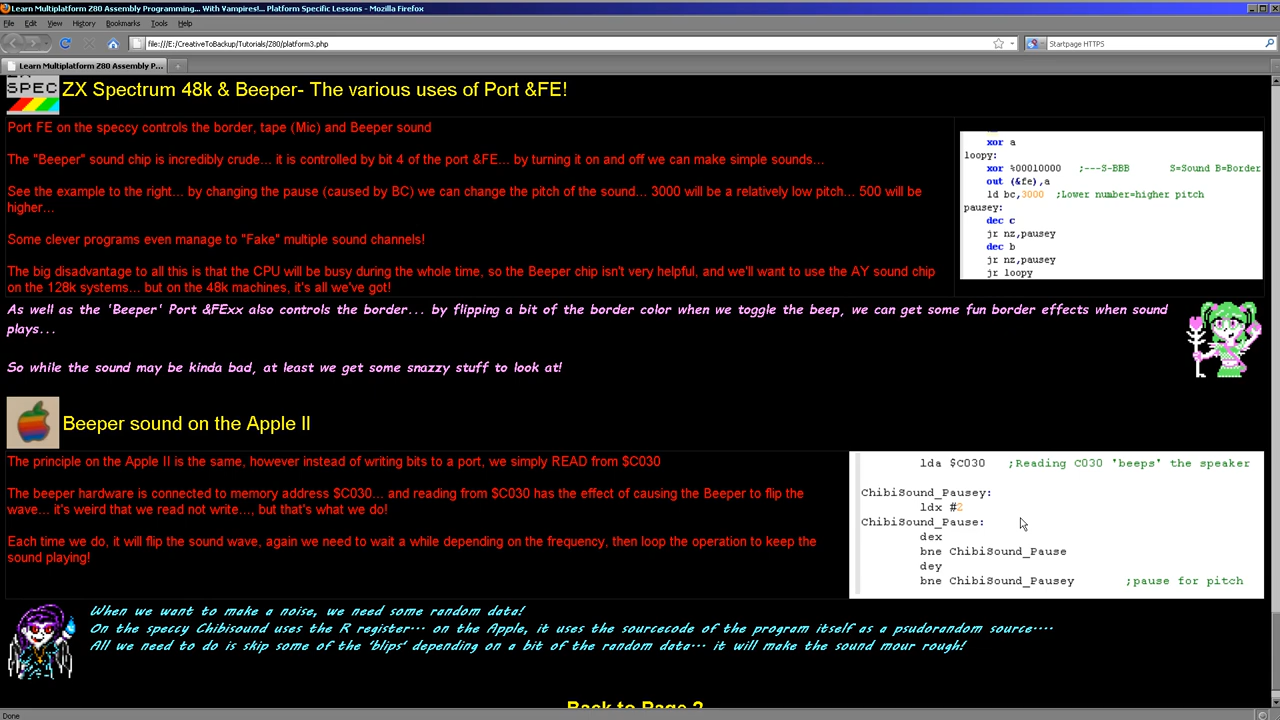 Learn Multiplatform Z80 Assembly Programming... With Vampires!... Platform Specific Lessons - Mozilla Firefox
File Edit View History Bookmarks Tools Help
file:///E:/CreativeToBackup/Tutorials/Z80/platform3.php
Startpage HTTPS
Learn Multiplatform Z80 Assembly P...
SPEC
ZX Spectrum 48k & Beeper- The various uses of Port &FE!
Port FE on the speccy controls the border, tape (Mic) and Beeper sound
The "Beeper" sound chip is incredibly crude... it is controlled by bit 4 of the port &FE... by turning it on and off we can make simple sounds...
See the example to the right... by changing the pause (caused by BC) we can change the pitch of the sound... 3000 will be a relatively low pitch... 500 will be
higher...
Some clever programs even manage to "Fake" multiple sound channels!
The big disadvantage to all this is that the CPU will be busy during the whole time, so the Beeper chip isn't very helpful, and we'll want to use the AY sound chip
on the 128k systems... but on the 48k machines, it's all we've got!
xor a
loopy:
xor %00010000 ;---S-BBB S=Sound B=Border
out (&fe),a
ld bc,3000 ;Lower number=higher pitch
pausey:
dec c
jr nz,pausey
dec b
jr nz,pausey
jr loopy
As well as the 'Beeper' Port &FExx also controls the border... by flipping a bit of the border color when we toggle the beep, we can get some fun border effects when sound
plays...
So while the sound may be kinda bad, at least we get some snazzy stuff to look at!
Beeper sound on the Apple II
The principle on the Apple II is the same, however instead of writing bits to a port, we simply READ from $C030
The beeper hardware is connected to memory address $C030... and reading from $C030 has the effect of causing the Beeper to flip the
wave... it's weird that we read not write..., but that's what we do!
Each time we do, it will flip the sound wave, again we need to wait a while depending on the frequency, then loop the operation to keep the
sound playing!
lda $C030 ;Reading C030 'beeps' the speaker
ChibiSound_Pausey:
ldx #2
ChibiSound_Pause:
dex
bne ChibiSound_Pause
dey
bne ChibiSound_Pausey ;pause for pitch
When we want to make a noise, we need some random data!
On the speccy Chibisound uses the R register... on the Apple, it uses the sourcecode of the program itself as a psudorandom source....
All we need to do is skip some of the 'blips' depending on a bit of the random data... it will make the sound mour rough!
Back to Page 2
Done